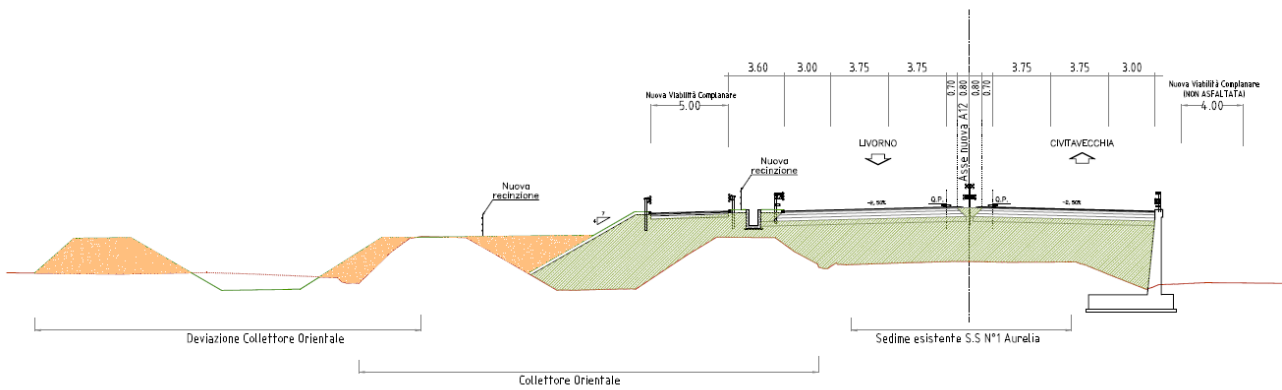 3.60 3.00 3.75 3.75 3.75 3.75 3.00
0.70 0.80 0.80 0.70
Nuova Viabilità Complanare
5.00
Nuova Viabilità Complanare
(NON ASFALTATA)
4.00
Asse nuova A12
LIVORNO
CIVITAVECCHIA
Nuova
recinzione
Nuova
recinzione
-2,50%
Q.P.
Q.P.
-2,50%
Deviazione Collettore Orientale
Sedime esistente S.S N°1 Aurelia
Collettore Orientale